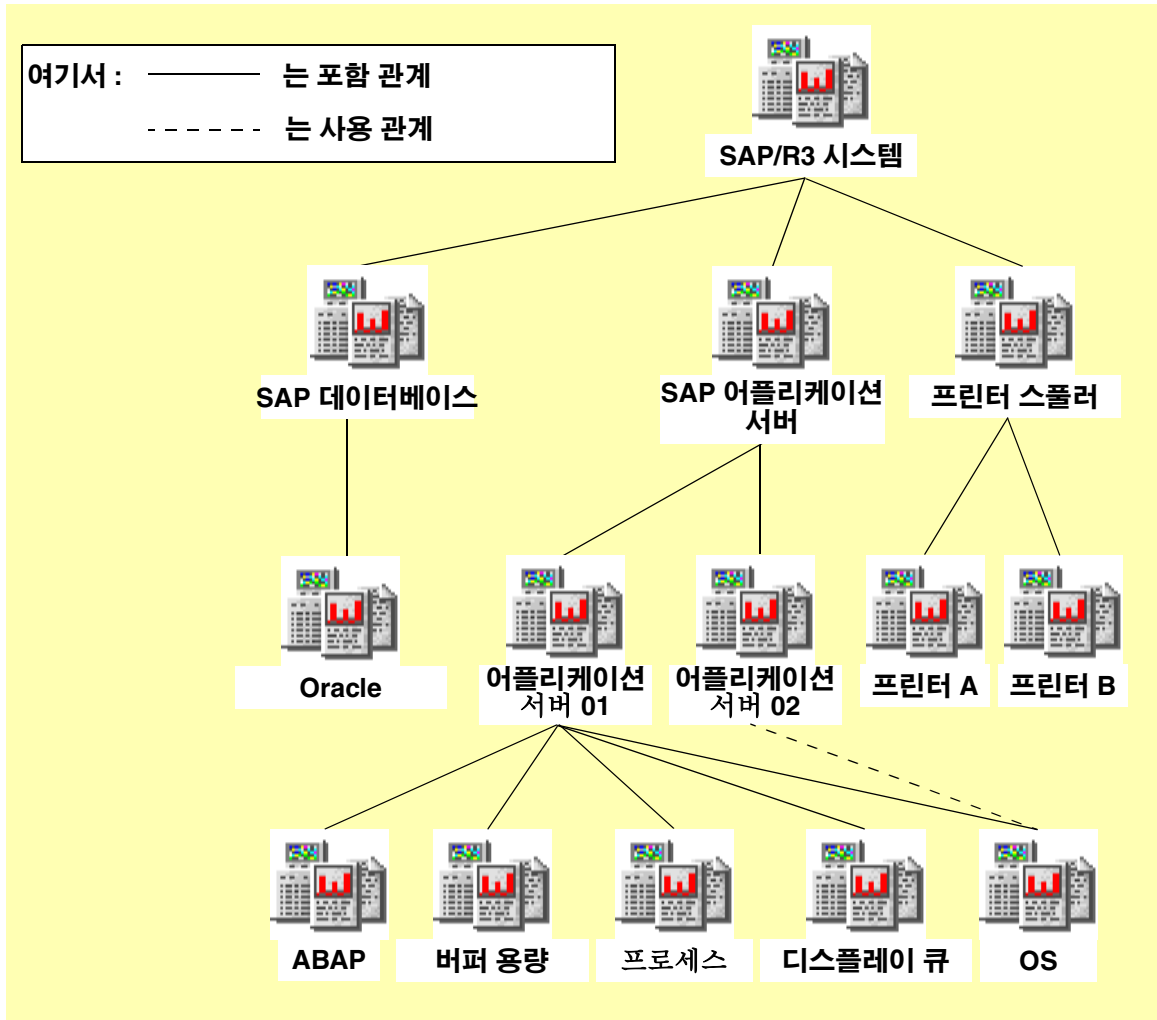 여기서 : 는 포함 관계
는 사용 관계
SAP/R3 시스템
SAP 데이터베이스
SAP 어플리케이션
서버
프린터 스풀러
Oracle
어플리케이션
서버 01
어플리케이션
서버 02
프린터 A
프린터 B
ABAP
버퍼 용량
프로세스
디스플레이 큐
OS